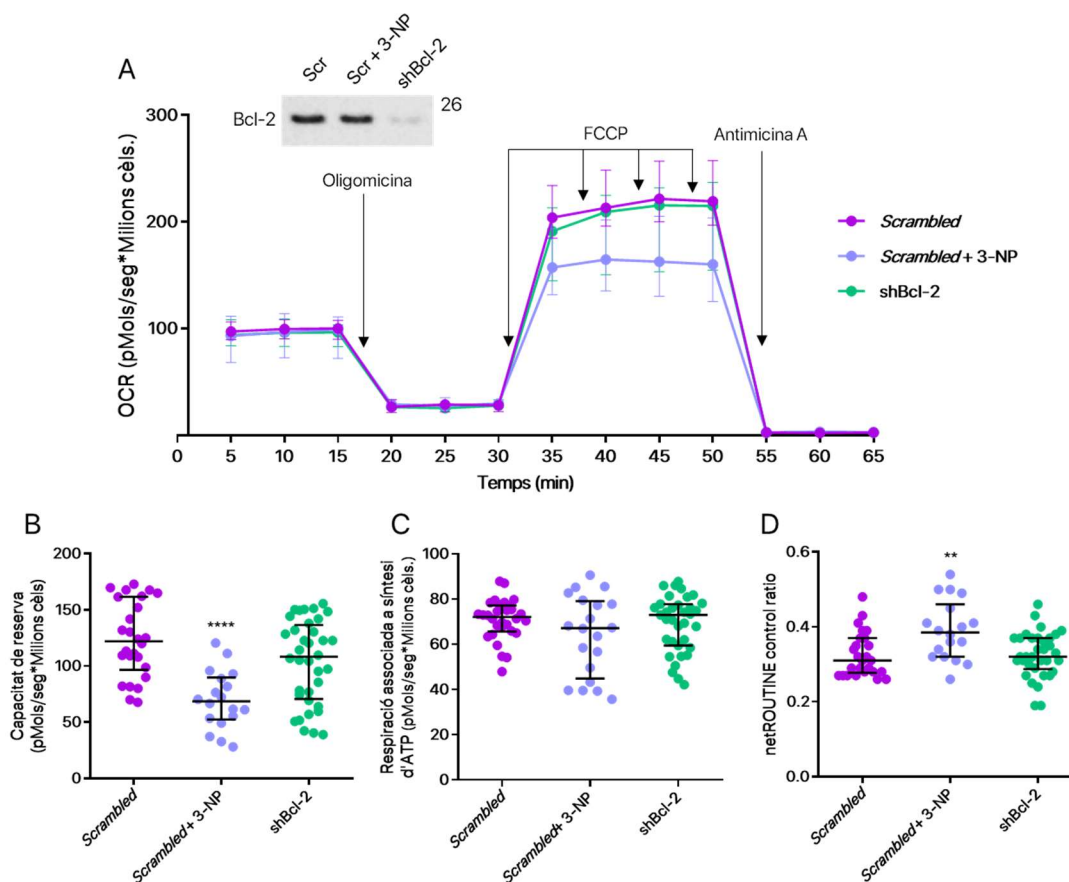 A
Scr
Scr + 3-NP
shBcl-2
Bcl-2
26
300
200
100
0
OCR (pMols/seg*Milions cèls.)
Oligomicina
FCCP
Antimicina A
Scrambled
Scrambled + 3-NP
shBcl-2
5 10 15 20 25 30 35 40 45 50 55 60 65
Temps (min)
B
Capacitat de reserva
(pMols/seg*Milions cèls)
200
150
100
50
0
****
Scrambled
Scrambled + 3-NP
shBcl-2
C
Respiració associada a síntesi
d'ATP (pMols/seg*Milions cèls.)
100
80
60
40
20
0
Scrambled
Scrambled + 3-NP
shBcl-2
D
netROUTINE control ratio
0.6
0.4
0.2
0.0
**
Scrambled
Scrambled + 3-NP
shBcl-2